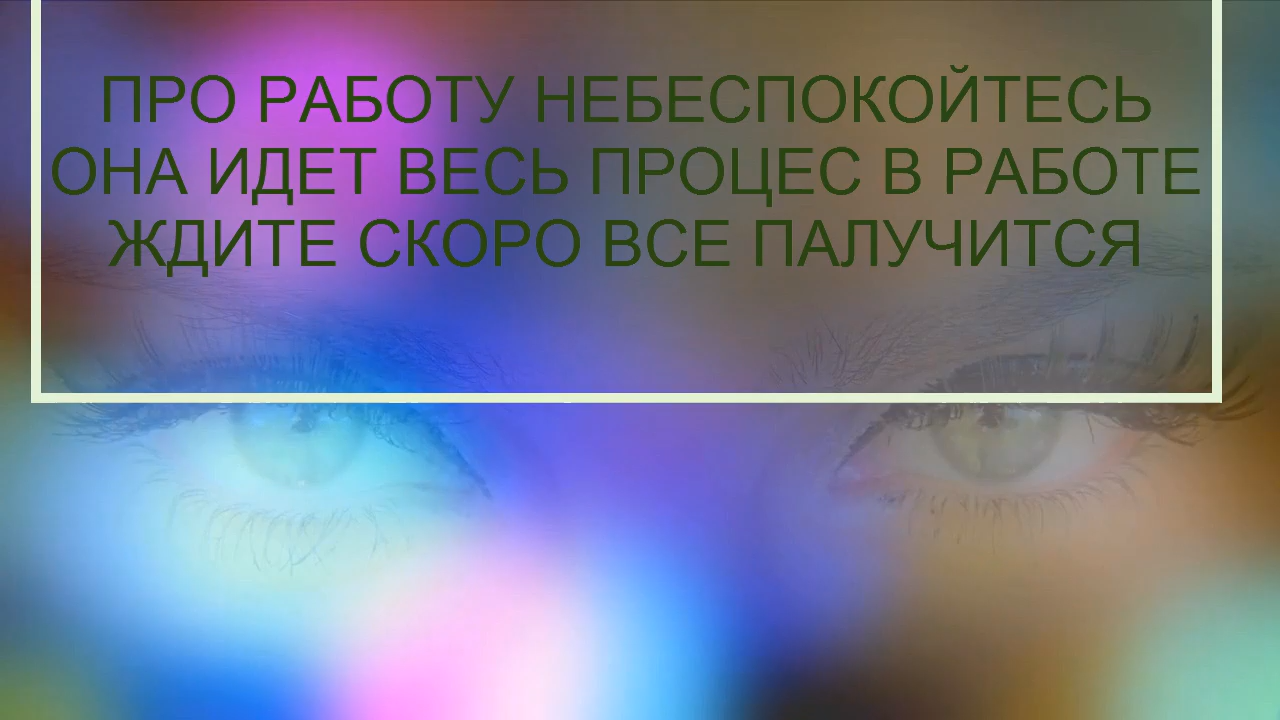 ПРО РАБОТУ НЕБЕСПОКОЙТЕСЬ
ОНА ИДЕТ ВЕСЬ ПРОЦЕС В РАБОТЕ
ЖДИТЕ СКОРО ВСЕ ПАЛУЧИТСЯ